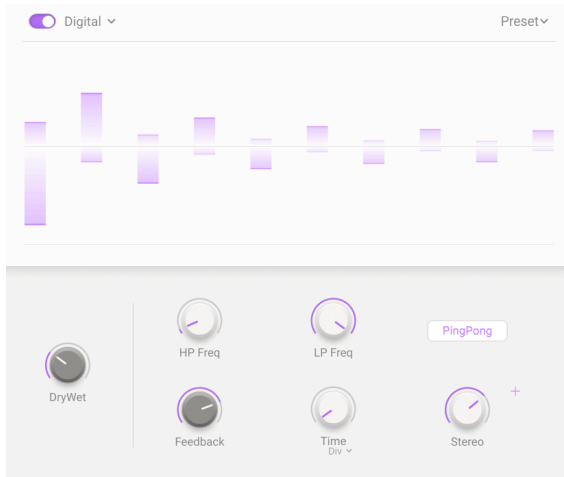 Digital
Preset
HP Freq
LP Freq
PingPong
DryWet
Feedback
Time
Div
Stereo
+